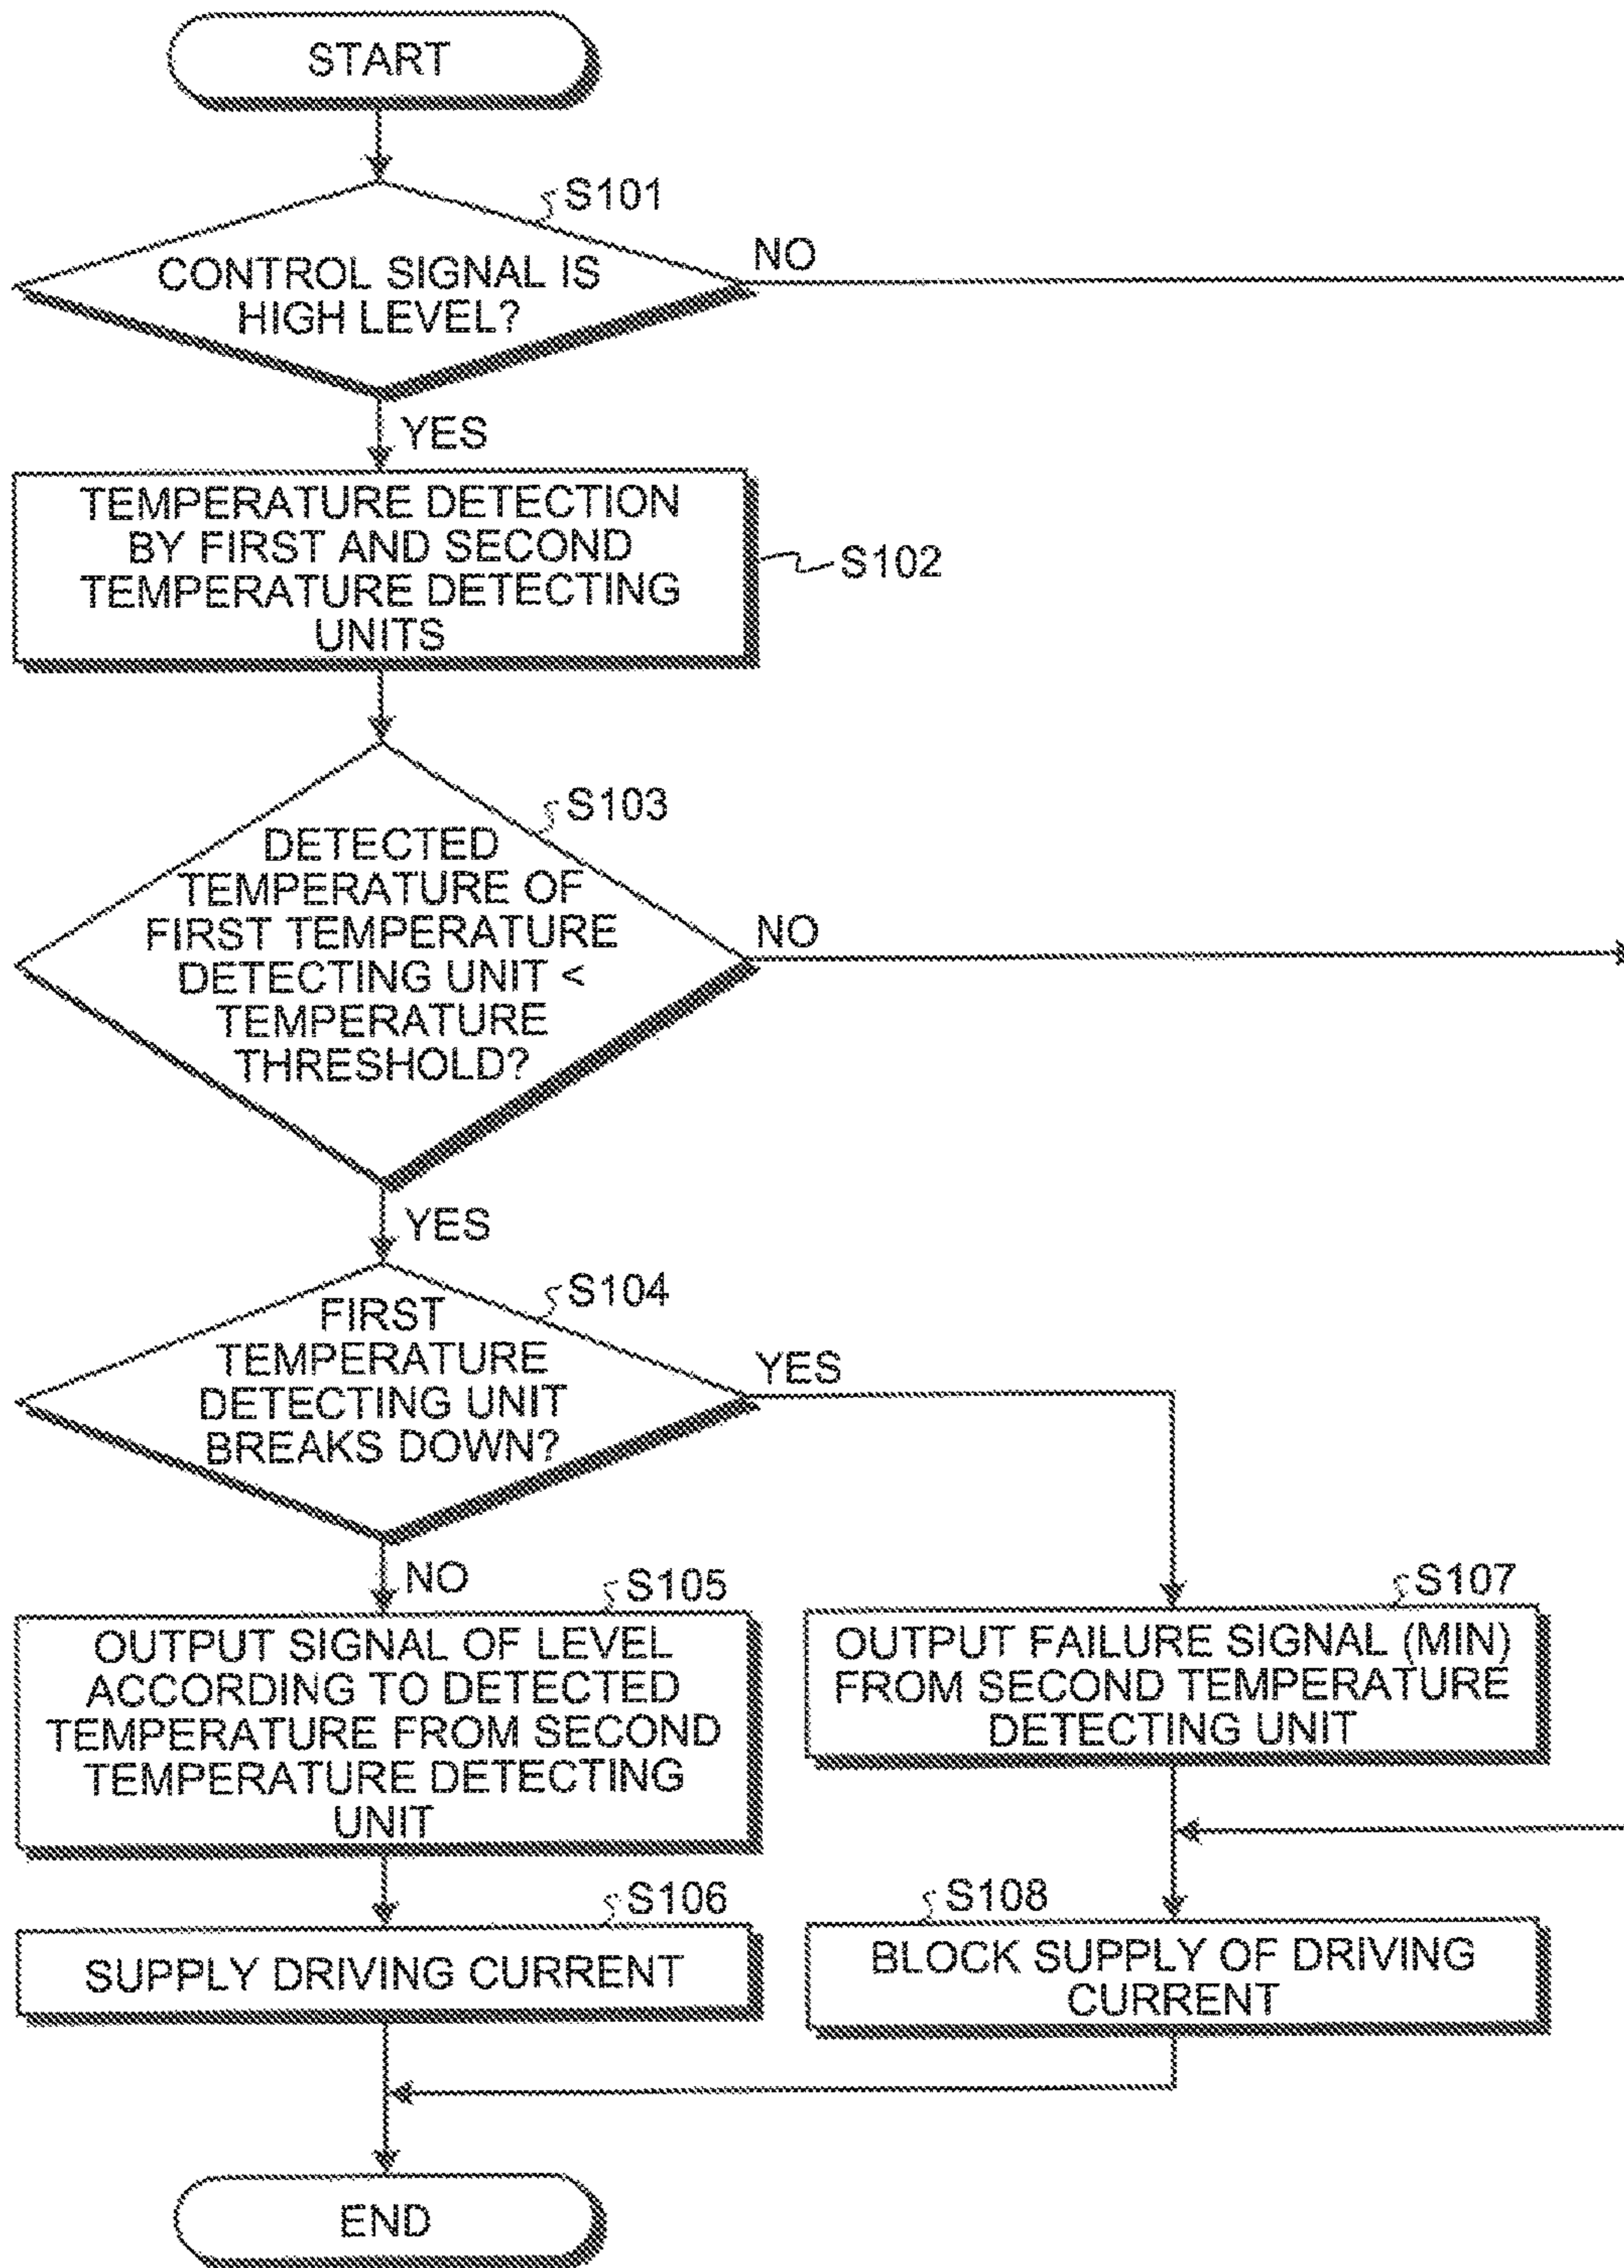 START
S101
CONTROL SIGNAL IS
HIGH LEVEL?
NO
YES
TEMPERATURE DETECTION
BY FIRST AND SECOND
TEMPERATURE DETECTING
UNITS
S102
S103
DETECTED
TEMPERATURE OF
FIRST TEMPERATURE
DETECTING UNIT <
TEMPERATURE
THRESHOLD?
NO
YES
S104
FIRST
TEMPERATURE
DETECTING UNIT
BREAKS DOWN?
YES
NO
S105
OUTPUT SIGNAL OF LEVEL
ACCORDING TO DETECTED
TEMPERATURE FROM SECOND
TEMPERATURE DETECTING
UNIT
S107
OUTPUT FAILURE SIGNAL (MIN)
FROM SECOND TEMPERATURE
DETECTING UNIT
S106
SUPPLY DRIVING CURRENT
S108
BLOCK SUPPLY OF DRIVING
CURRENT
END